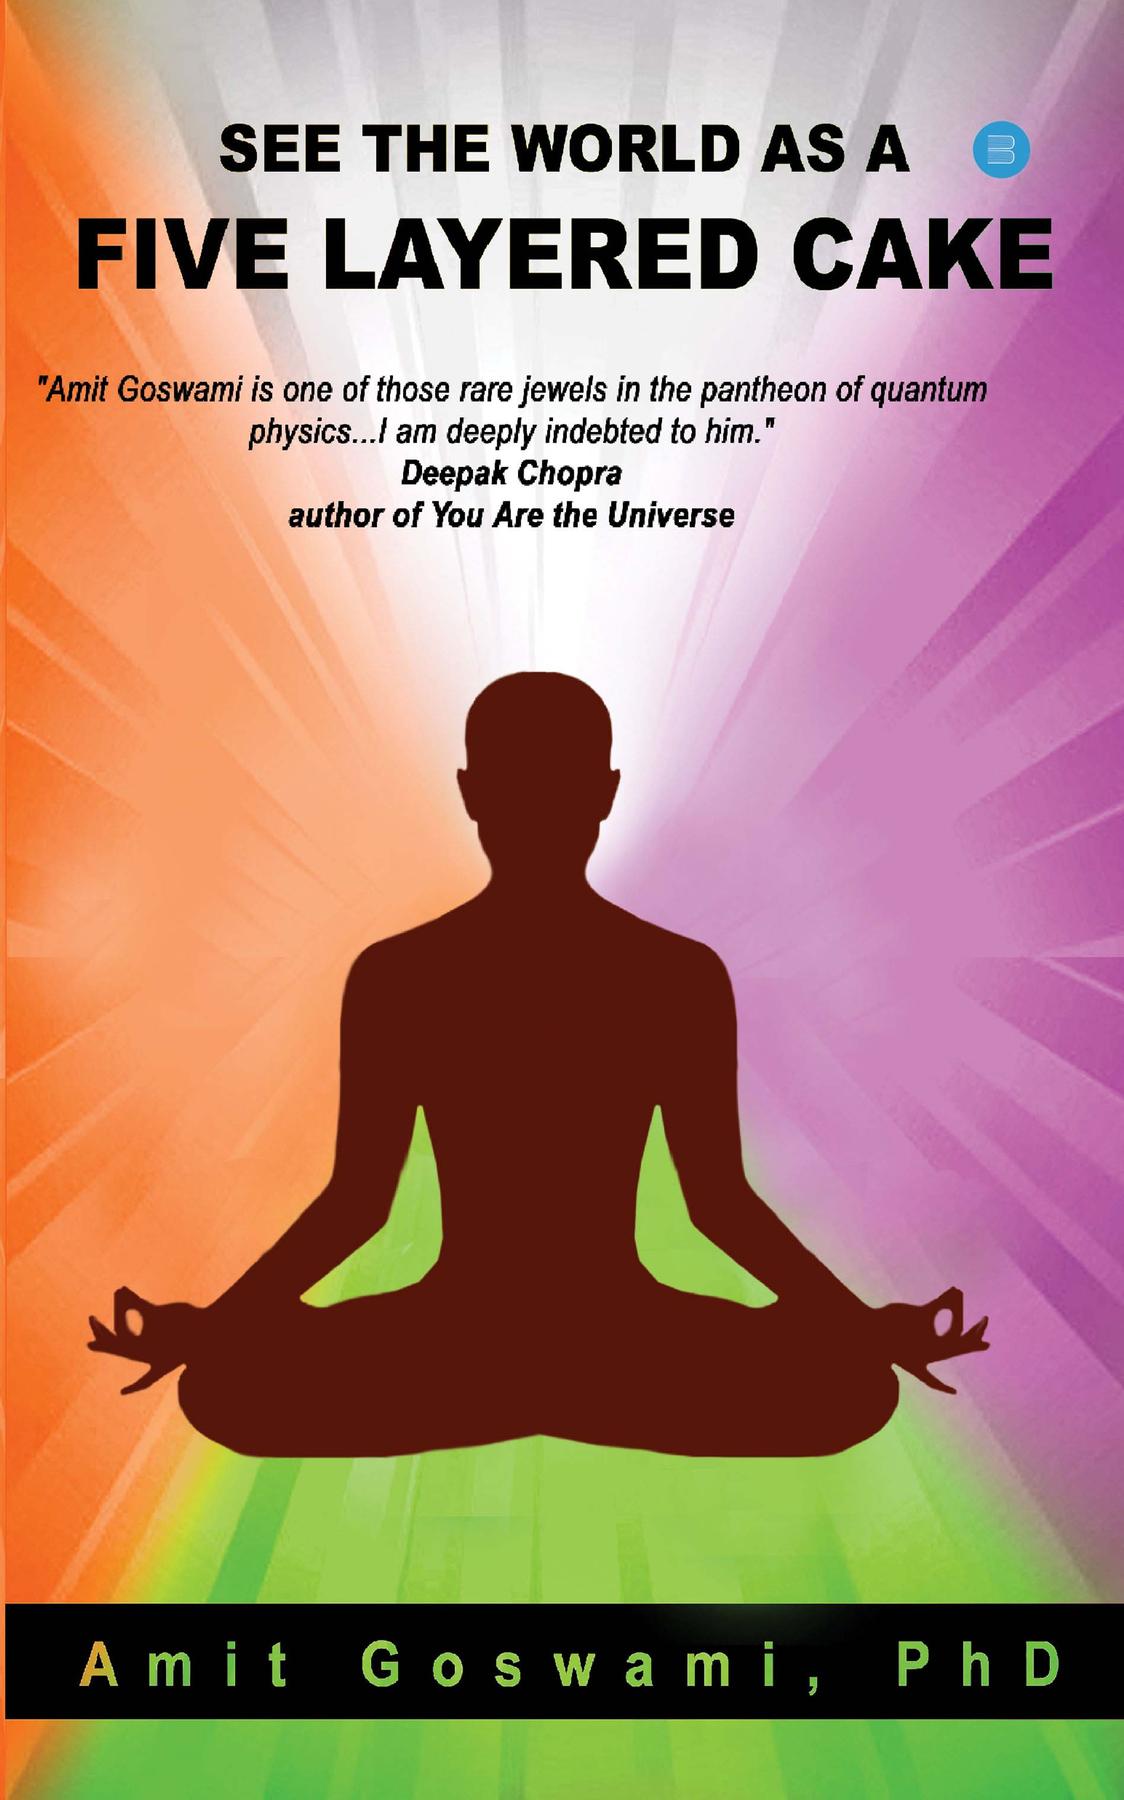 SEE THE WORLD AS A
FIVE LAYERED CAKE
"Amit Goswami is one of those rare jewels in the pantheon of quantum
physics...I am deeply indebted to him."
Deepak Chopra
author of You Are the Universe
Amit Goswami, PhD